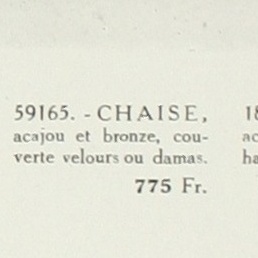 59165. - CHAISE,
acajou et bronze, cou-
verte velours ou damas.
775 Fr.